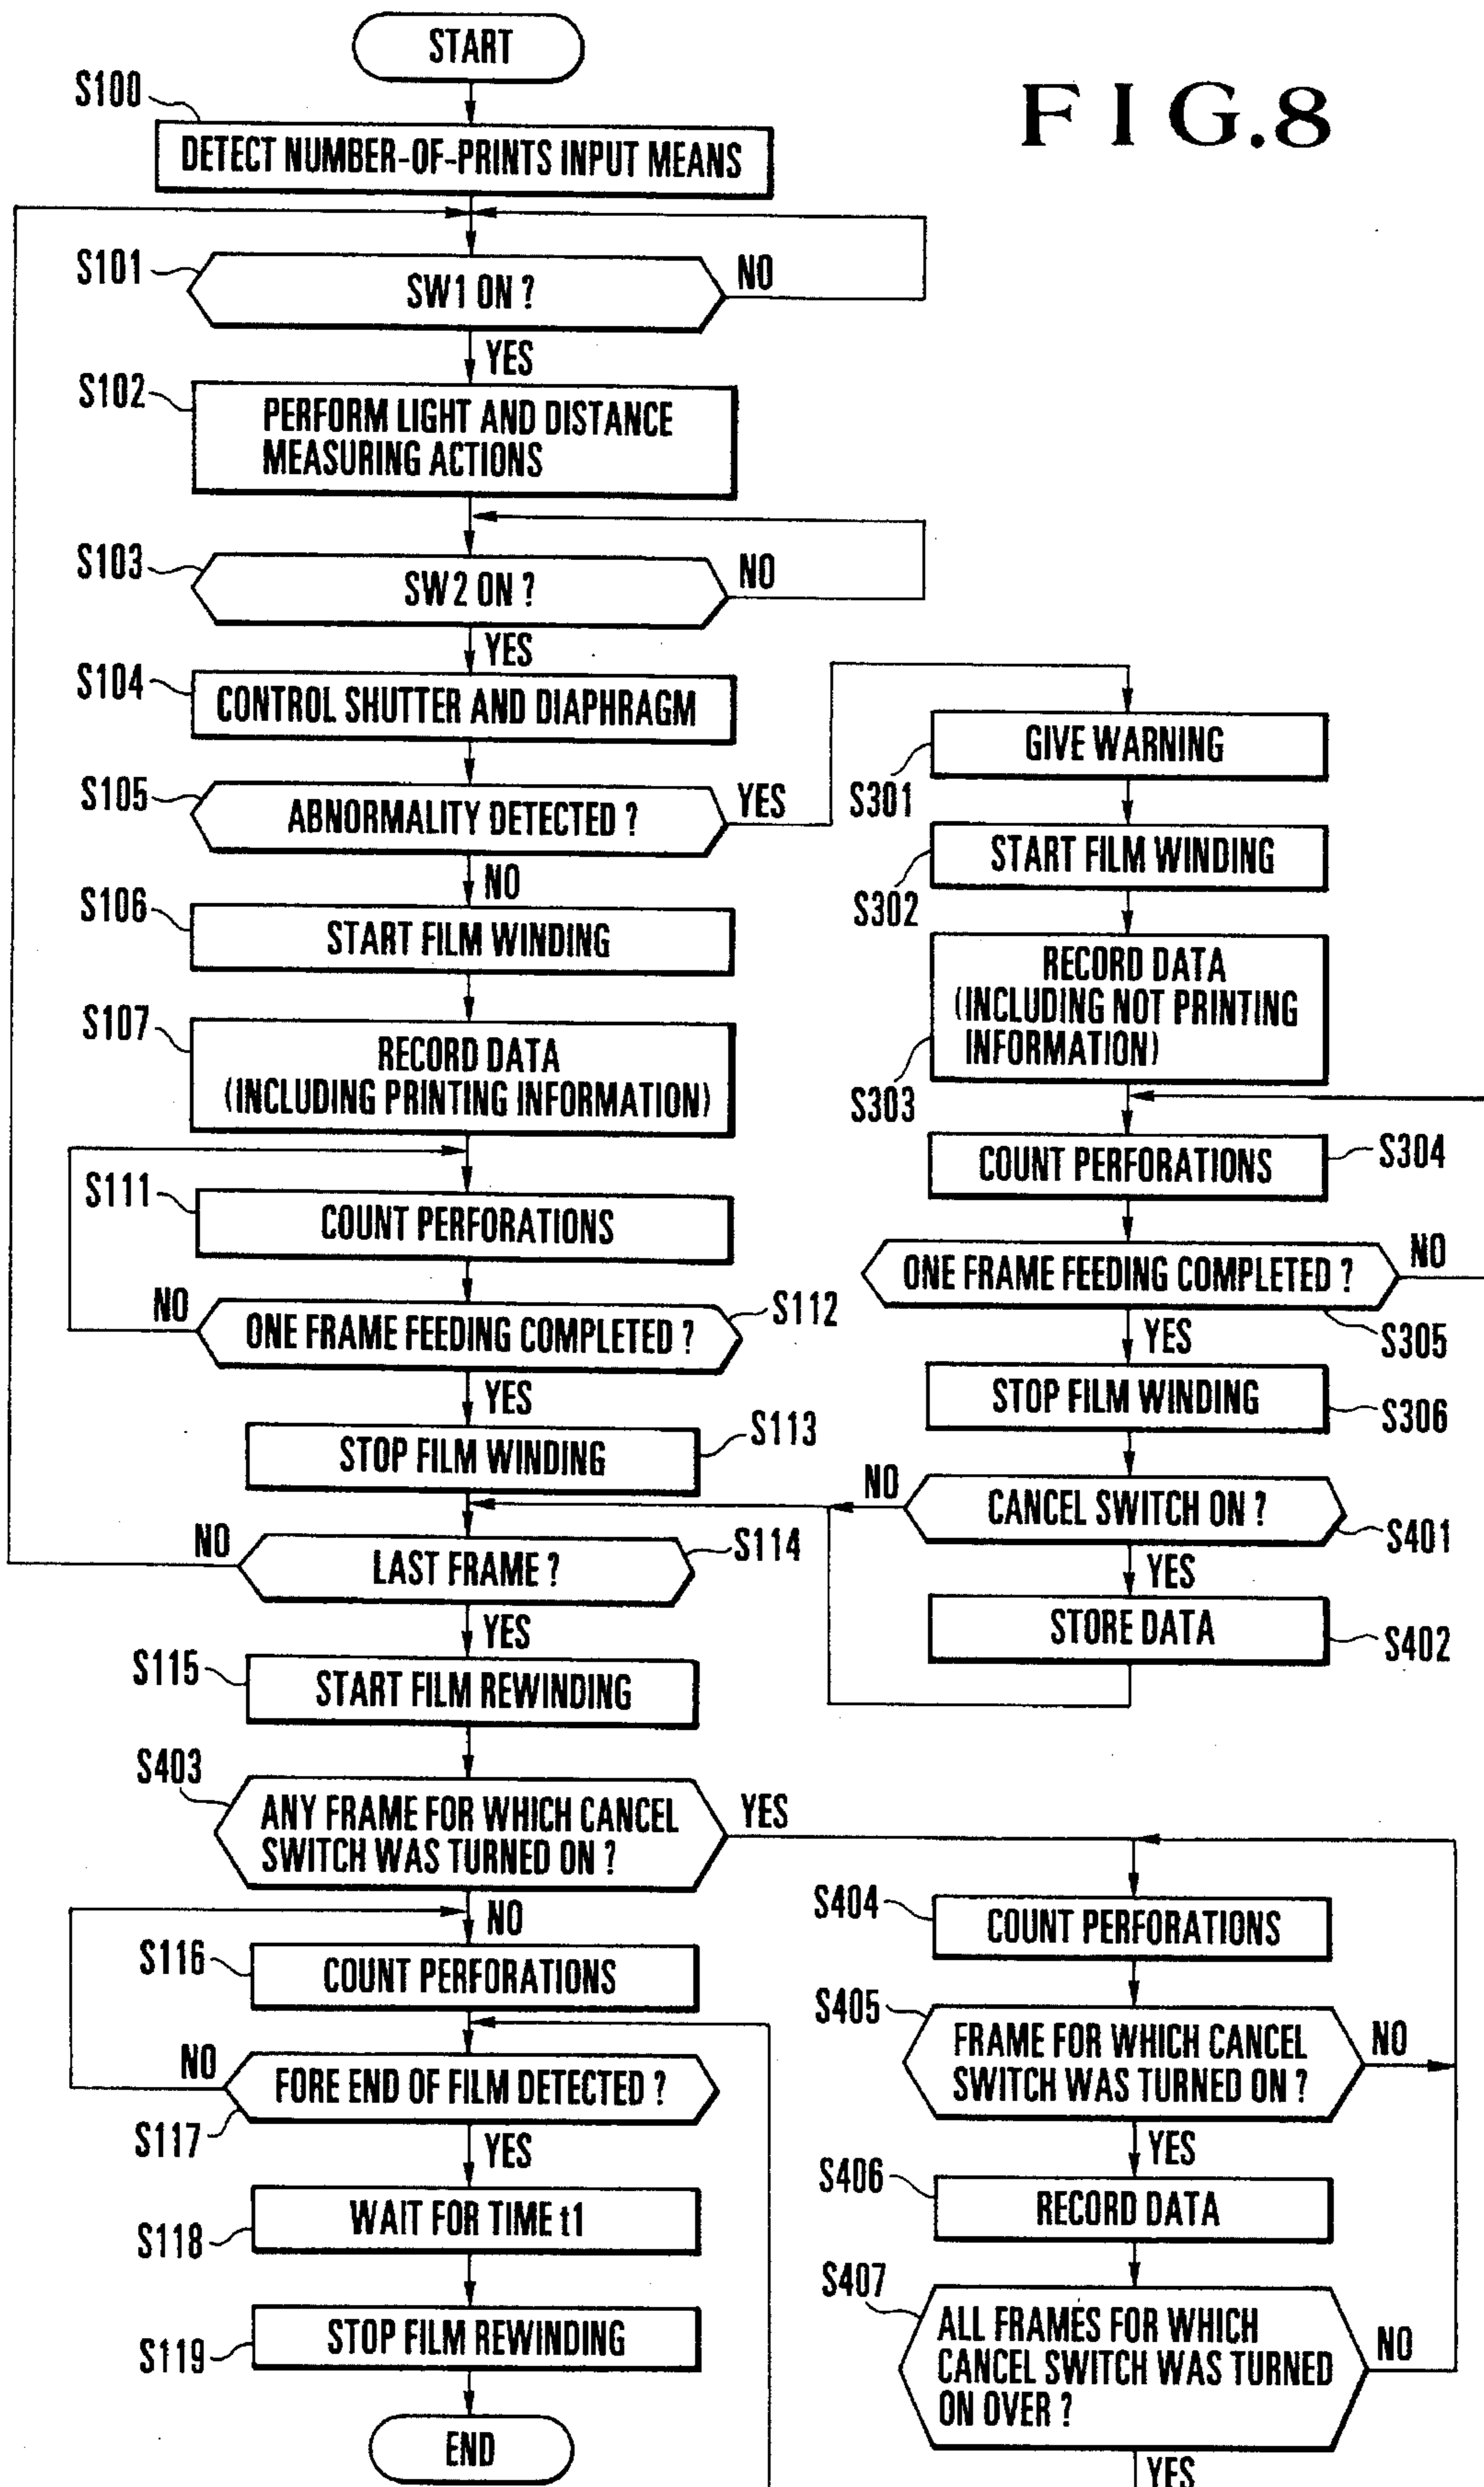 FIG.8
START
S100
DETECT NUMBER-OF-PRINTS INPUT MEANS
S101
SW1 ON ?
NO
YES
S102
PERFORM LIGHT AND DISTANCE
MEASURING ACTIONS
S103
SW2 ON ?
NO
YES
S104
CONTROL SHUTTER AND DIAPHRAGM
S105
ABNORMALITY DETECTED ?
YES
NO
S106
START FILM WINDING
S107
RECORD DATA
(INCLUDING PRINTING INFORMATION)
S111
COUNT PERFORATIONS
NO
ONE FRAME FEEDING COMPLETED ?
S112
YES
STOP FILM WINDING
S113
NO
LAST FRAME ?
S114
YES
S115
START FILM REWINDING
S403
ANY FRAME FOR WHICH CANCEL
SWITCH WAS TURNED ON ?
YES
NO
S116
COUNT PERFORATIONS
NO
FORE END OF FILM DETECTED ?
S117
YES
WAIT FOR TIME t1
S118
STOP FILM REWINDING
S119
END
GIVE WARNING
S301
START FILM WINDING
S302
RECORD DATA
(INCLUDING NOT PRINTING
INFORMATION)
S303
COUNT PERFORATIONS
S304
ONE FRAME FEEDING COMPLETED ?
NO
S305
YES
STOP FILM WINDING
S306
NO
CANCEL SWITCH ON ?
S401
YES
STORE DATA
S402
S404
COUNT PERFORATIONS
S405
FRAME FOR WHICH CANCEL
SWITCH WAS TURNED ON ?
NO
YES
S406
RECORD DATA
S407
ALL FRAMES FOR WHICH
CANCEL SWITCH WAS TURNED
ON OVER ?
NO
YES